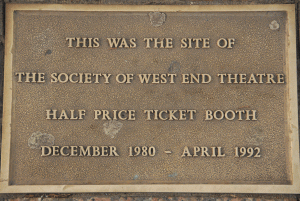 THIS WAS THE SITE OF
THE SOCIETY OF WEST END THEATRE
HALF PRICE TICKET BOOTH
DECEMBER 1980 - APRIL 1992